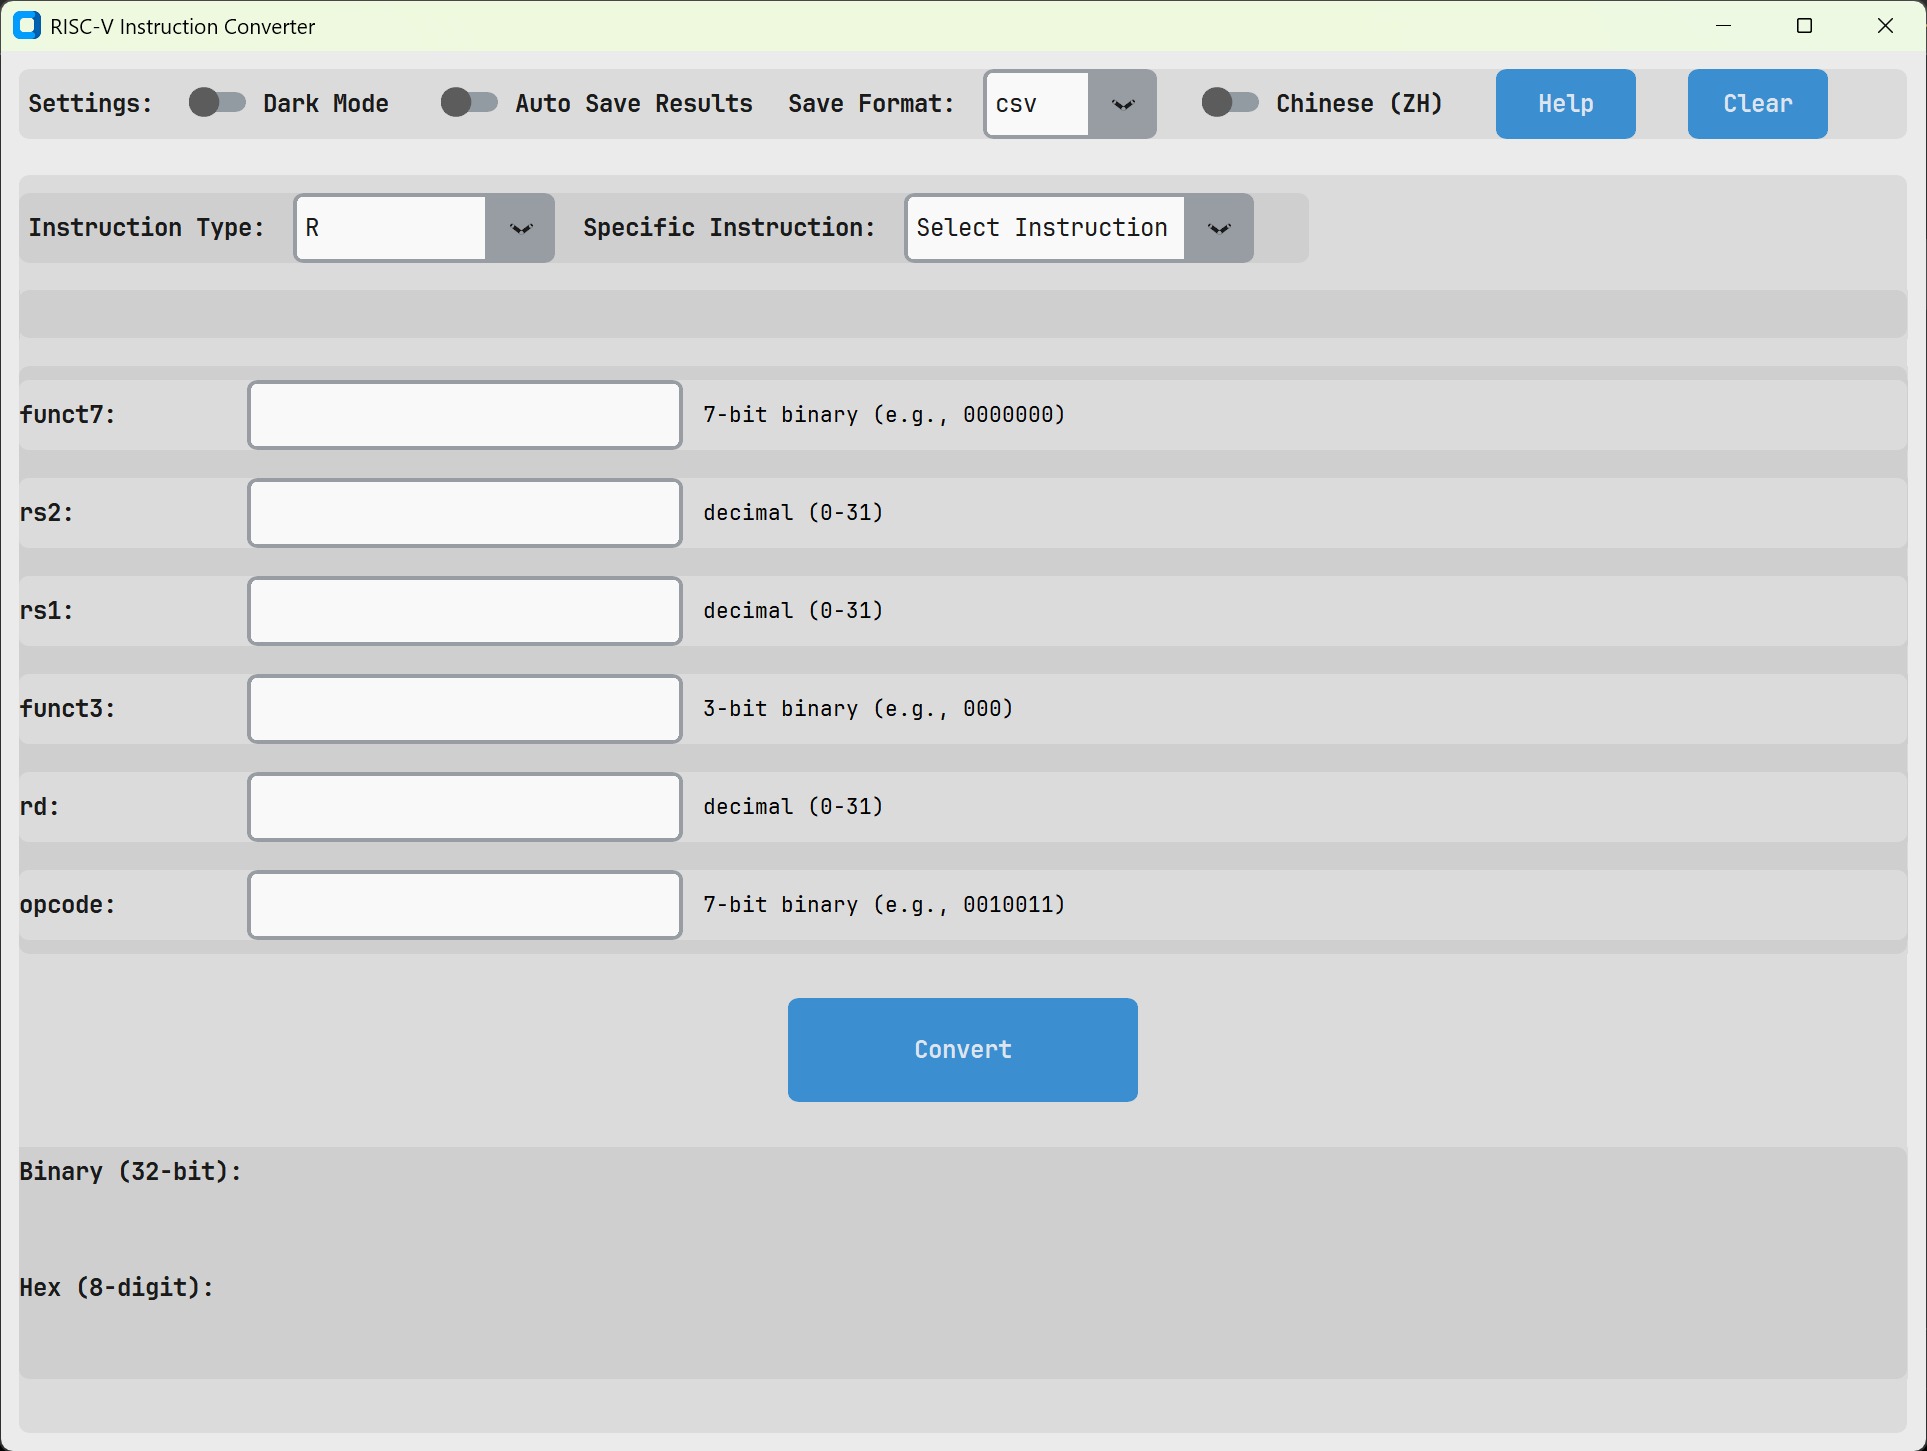 RISC-V Instruction Converter
Settings: Dark Mode Auto Save Results Save Format: csv Chinese (ZH) Help Clear
Instruction Type: R Specific Instruction: Select Instruction
funct7: 7-bit binary (e.g., 0000000)
rs2: decimal (0-31)
rs1: decimal (0-31)
funct3: 3-bit binary (e.g., 000)
rd: decimal (0-31)
opcode: 7-bit binary (e.g., 0010011)
Convert
Binary (32-bit):
Hex (8-digit):